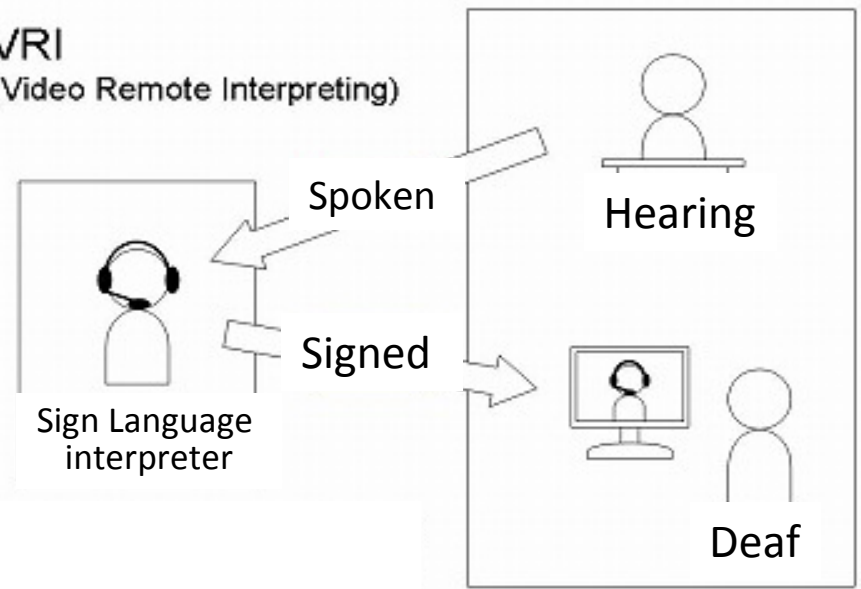 VRI
(Video Remote Interpreting)
Spoken
Hearing
Signed
Sign Language
interpreter
Deaf